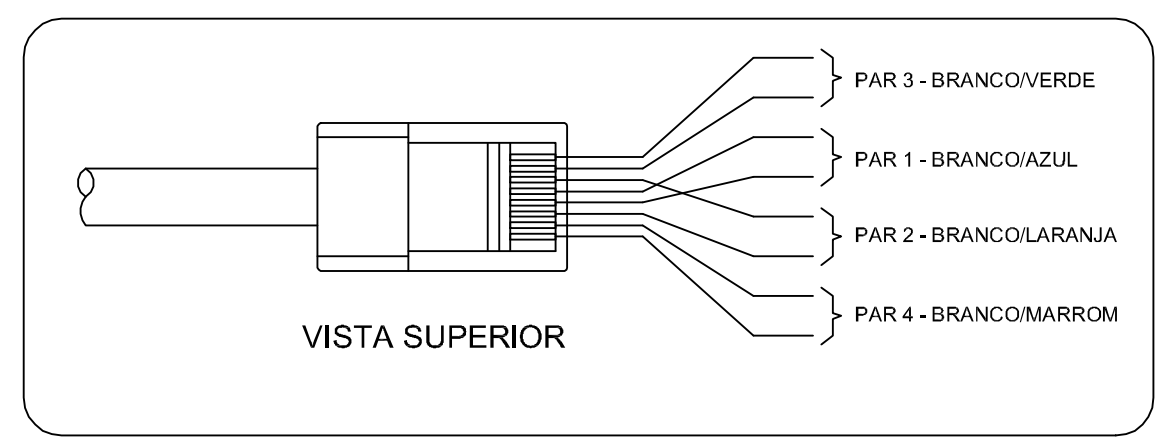 PAR 3 - BRANCO/VERDE
PAR 1 - BRANCO/AZUL
PAR 2 - BRANCO/LARANJA
PAR 4 - BRANCO/MARROM
VISTA SUPERIOR